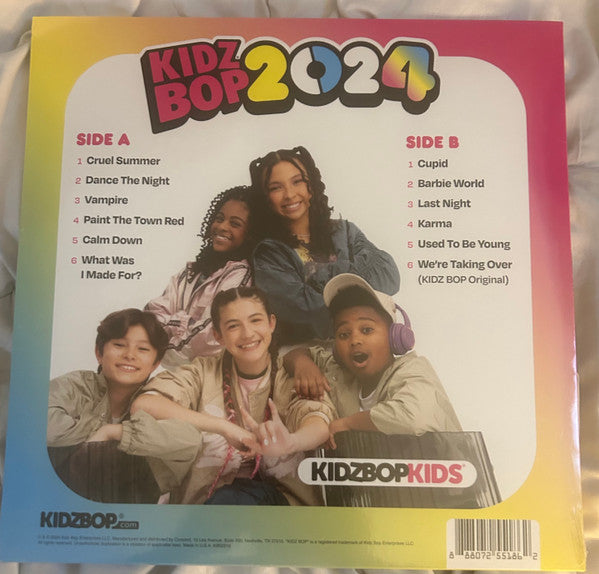 KIDZ
BOP 2024
SIDE A
1 Cruel Summer
2 Dance The Night
3 Vampire
4 Paint The Town Red
5 Calm Down
6 What Was
I Made For?
SIDE B
1 Cupid
2 Barbie World
3 Last Night
4 Karma
5 Used To Be Young
6 We're Taking Over
(KIDZ BOP Original)
KIDZBOPKIDS®
KIDZBOP®.com
8 88072 55186 2